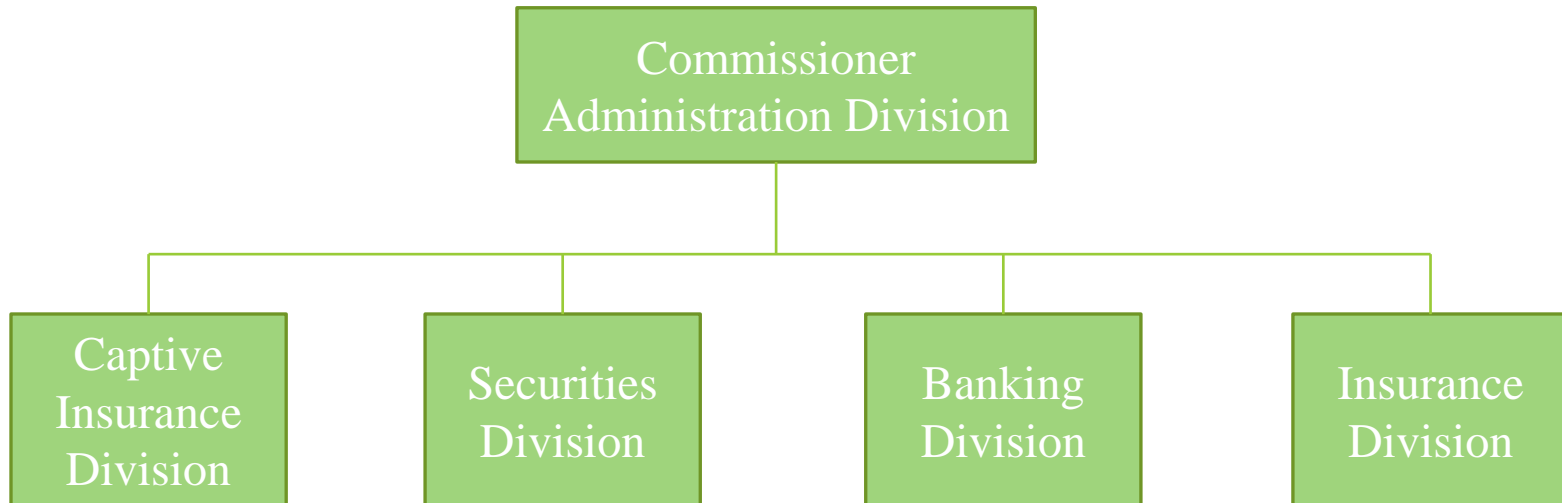 Commissioner
Administration Division
Captive
Insurance
Division
Securities
Division
Banking
Division
Insurance
Division